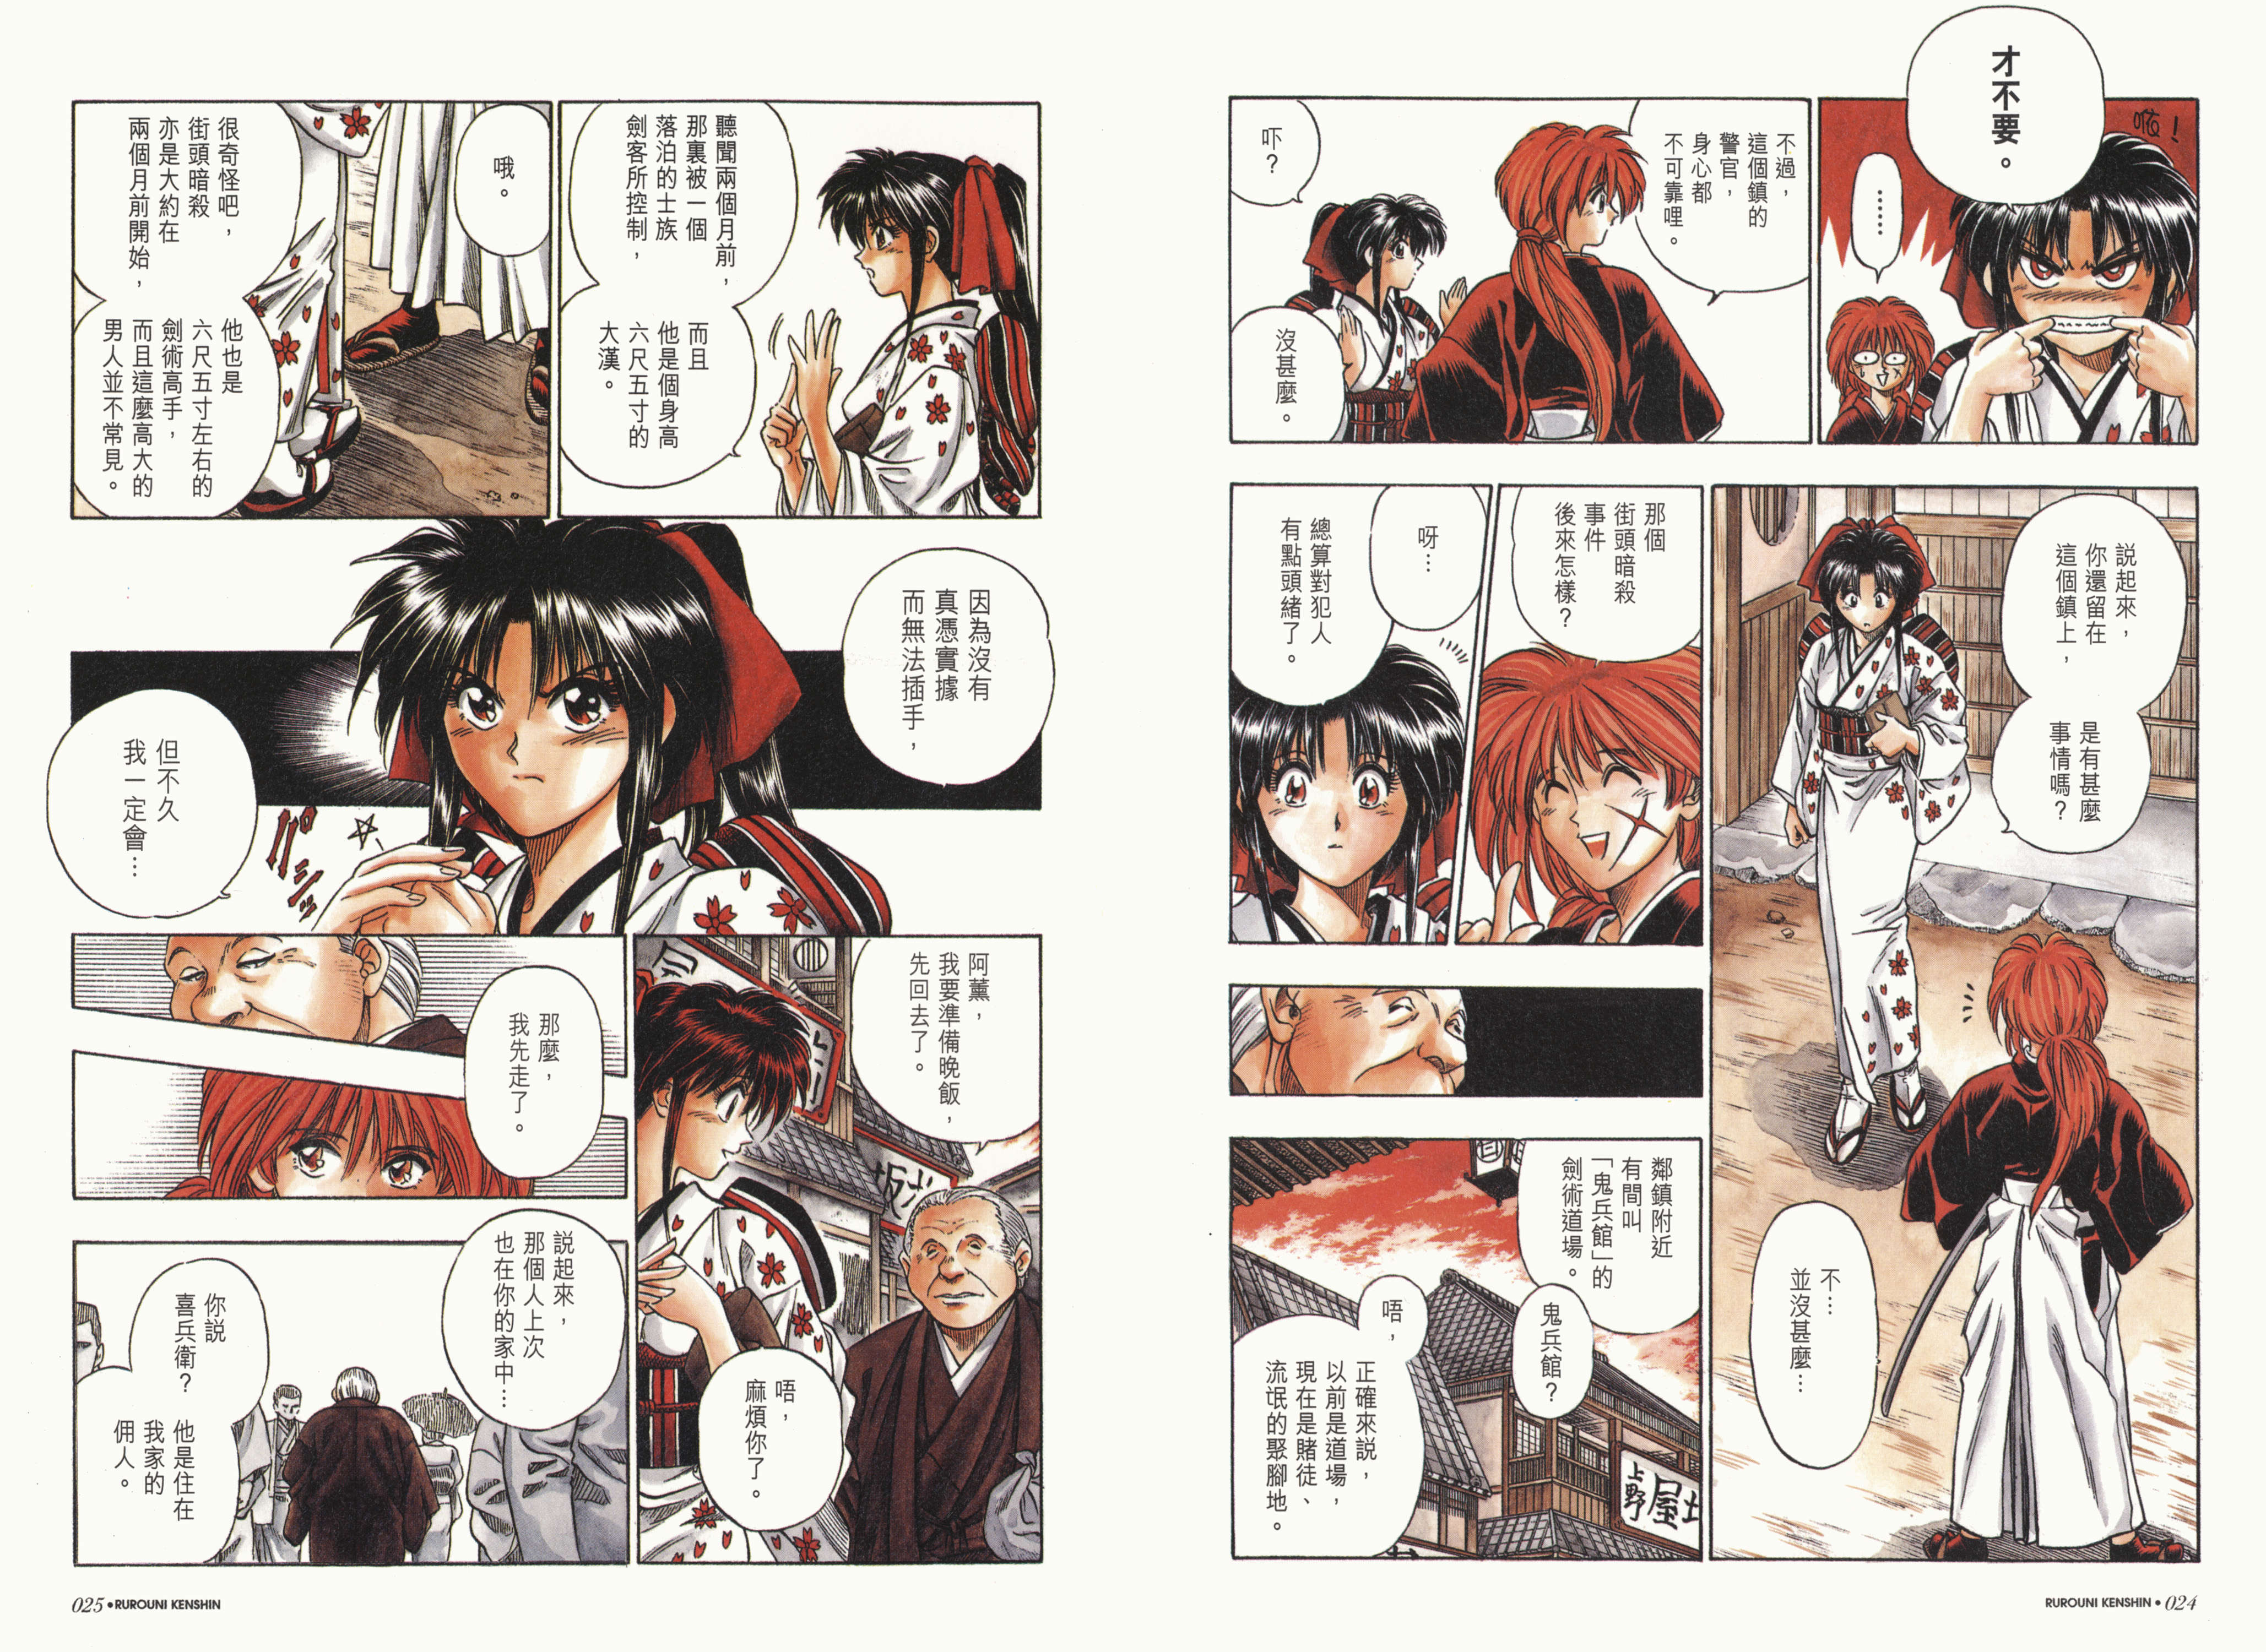 才不要。
……
不過，
這個鎮的
警官，
身心都
不可靠哩。
吓？
沒甚麼。
説起來，
你還留在
這個鎮上，
是有甚麼
事情嗎？
不…
並沒甚麼…
那個
街頭暗殺
事件
後來怎樣？
呀…
總算對犯人
有點頭緒了。
鄰鎮附近
有間叫
「鬼兵館」的
劍術道場。
鬼兵館？
唔，
正確來説，
以前是道場，
現在是賭徒、
流氓的聚腳地。
上野
屋
RUROUNI KENSHIN • 024
聽聞兩個月前，
那裏被一個
落泊的士族
劍客所控制，
而且
他是個身高
六尺五寸的
大漢。
哦。
很奇怪吧，
街頭暗殺
亦是大約在
兩個月前開始，
他也是
六尺五寸左右的
劍術高手，
而且這麼高大的
男人並不常見。
因為沒有
真憑實據
而無法插手，
但不久
我一定會…
パシッ
阿薰，
我要準備晚飯，
先回去了。
唔，
麻煩你了。
那麼，
我先走了。
説起來，
那個人上次
也在你的家中…
你説
喜兵衛？
他是住在
我家的
佣人。
025 • RUROUNI KENSHIN